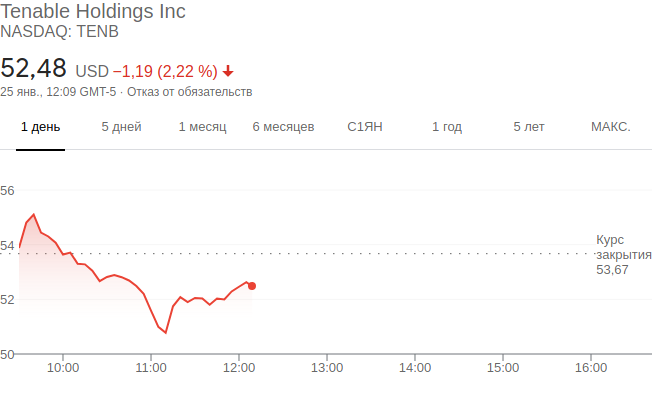 Tenable Holdings Inc
NASDAQ: TENB
52,48 USD −1,19 (2,22 %)
25 янв., 12:09 GMT-5 · Отказ от обязательств
1 день 5 дней 1 месяц 6 месяцев С1ЯН 1 год 5 лет МАКС.
56
54
52
50
Курс
закрытия
53,67
10:00 11:00 12:00 13:00 14:00 15:00 16:00